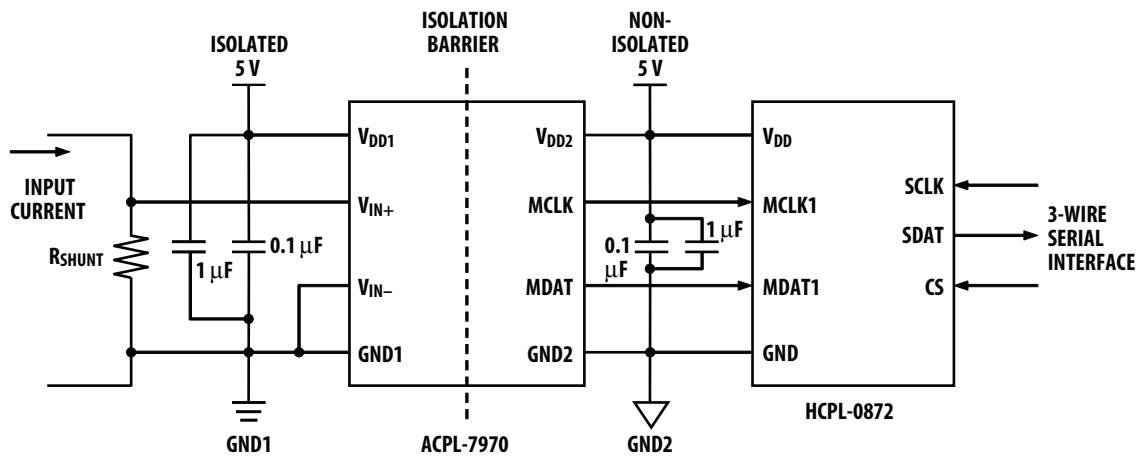 ISOLATED
5 V
ISOLATION
BARRIER
NON-
ISOLATED
5 V
INPUT
CURRENT
RSHUNT
1 μF
0.1 μF
VDD1
VIN+
VIN–
GND1
VDD2
MCLK
MDAT
GND2
0.1
μF
1 μF
VDD
MCLK1
MDAT1
GND
SCLK
SDAT
CS
3-WIRE
SERIAL
INTERFACE
GND1
ACPL-7970
GND2
HCPL-0872